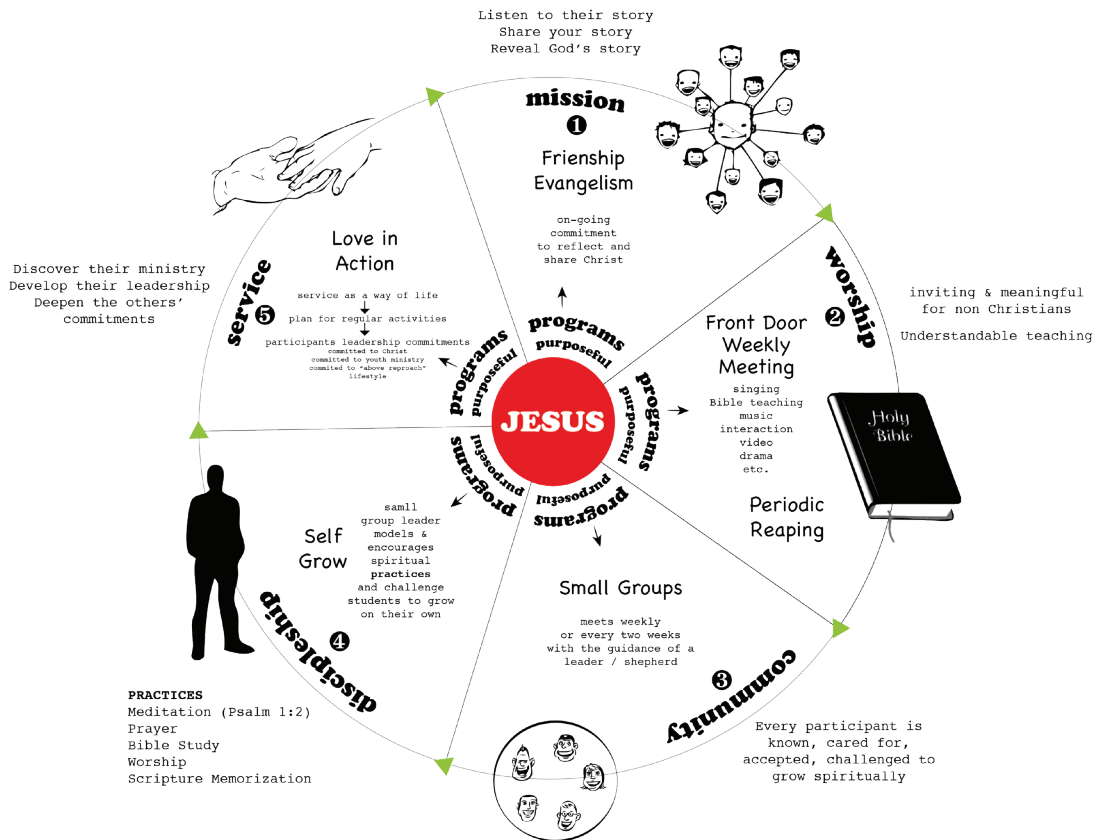 Listen to their story
Share your story
Reveal God's story
mission
1
Frienship
Evangelism
on-going
commitment
to reflect and
share Christ
programs
purposeful
worship
2
inviting & meaningful
for non Christians
Understandable teaching
Front Door
Weekly
Meeting
singing
Bible teaching
music
interaction
video
drama
etc.
Periodic
Reaping
Holy
Bible
programs
purposeful
JESUS
community
3
Small Groups
meets weekly
or every two weeks
with the guidance of a
leader / shepherd
Every participant is
known, cared for,
accepted, challenged to
grow spiritually
programs
purposeful
discipleship
4
Self
Grow
samll
group leader
models &
encourages
spiritual
practices
and challenge
students to grow
on their own
PRACTICES
Meditation (Psalm 1:2)
Prayer
Bible Study
Worship
Scripture Memorization
programs
purposeful
service
5
Love in
Action
service as a way of life
plan for regular activities
participants leadership commitments
committed to Christ
committed to youth ministry
commited to "above reproach"
lifestyle
Discover their ministry
Develop their leadership
Deepen the others'
commitments
programs
purposeful